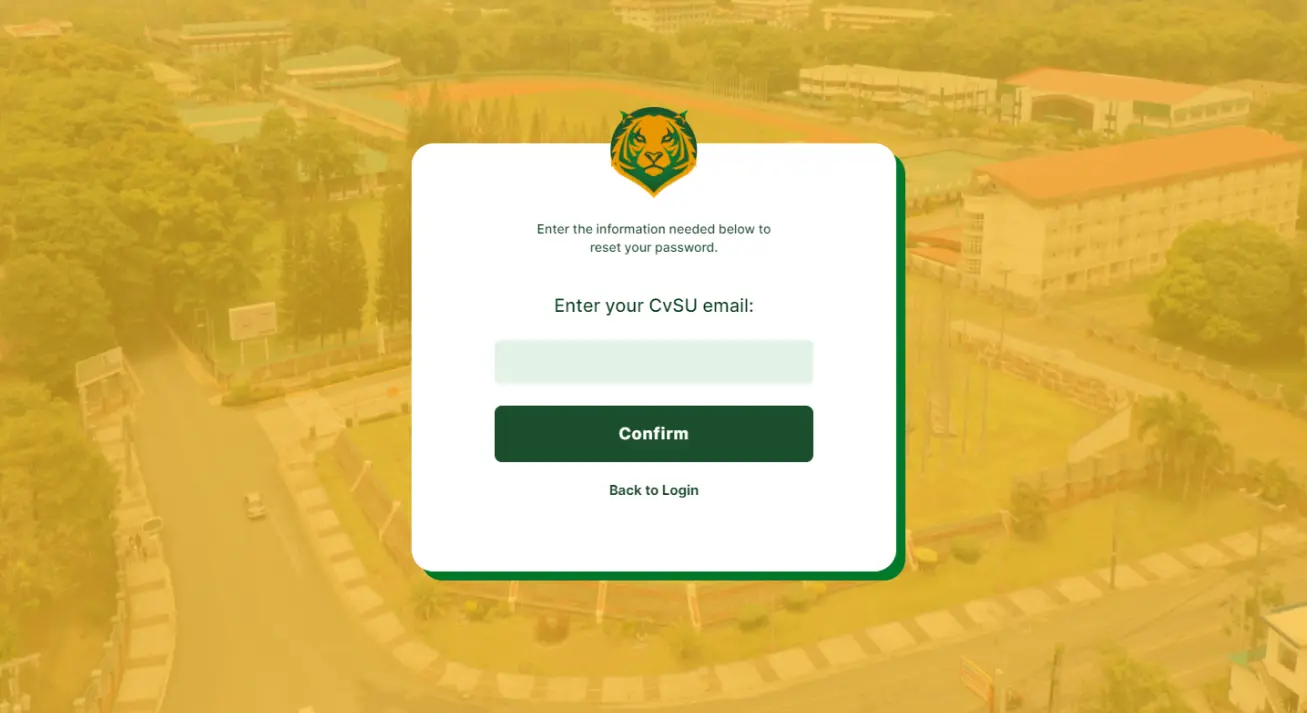 Enter the information needed below to
reset your password.
Enter your CvSU email:
Confirm
Back to Login